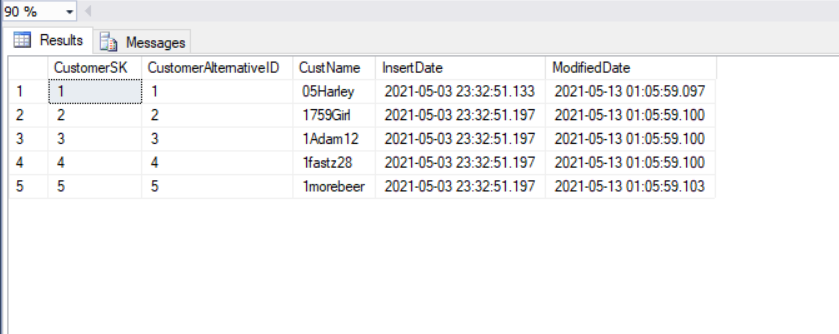 90 %
Results Messages
CustomerSK CustomerAlternativeID CustName InsertDate ModifiedDate
1 1 1 05Harley 2021-05-03 23:32:51.133 2021-05-13 01:05:59.097
2 2 2 1759Girl 2021-05-03 23:32:51.197 2021-05-13 01:05:59.100
3 3 3 1Adam12 2021-05-03 23:32:51.197 2021-05-13 01:05:59.100
4 4 4 1fastz28 2021-05-03 23:32:51.197 2021-05-13 01:05:59.100
5 5 5 1morebeer 2021-05-03 23:32:51.197 2021-05-13 01:05:59.103